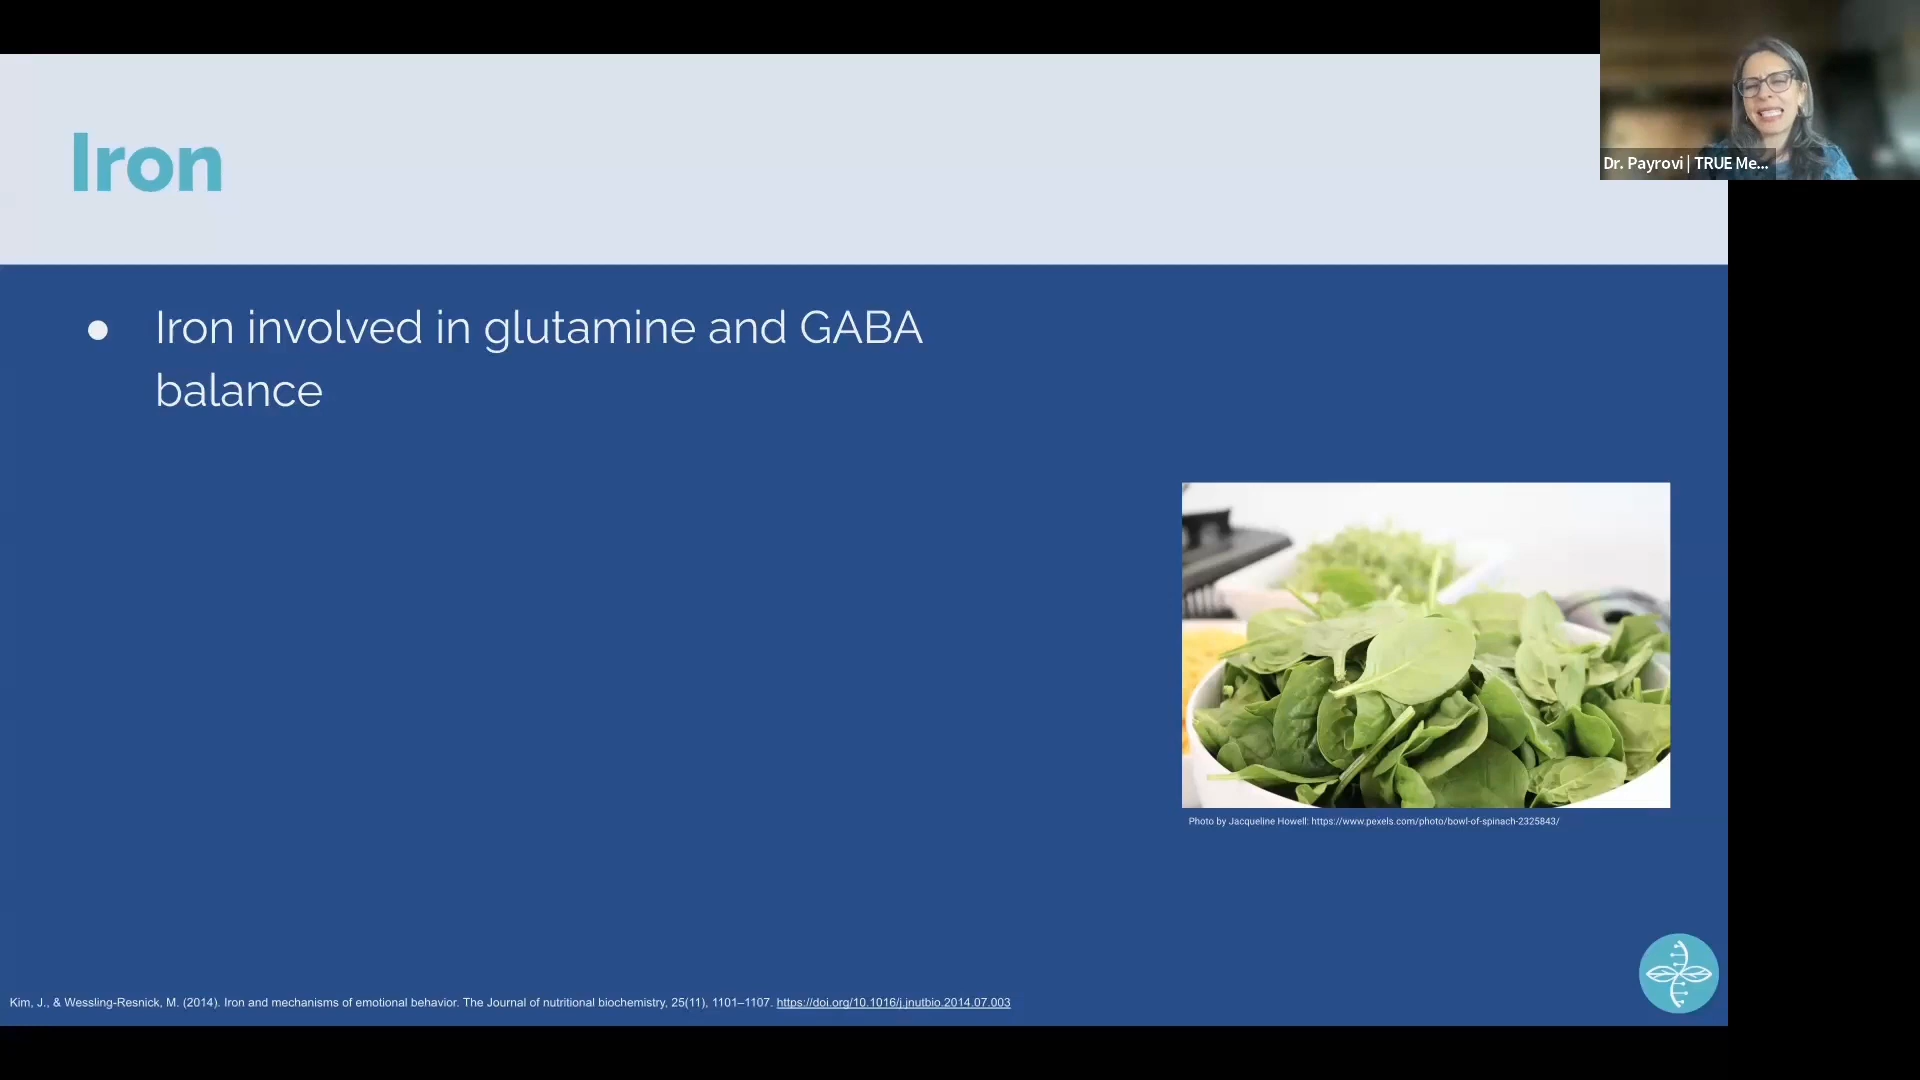 Dr. Payrovi | TRUE Me...
Iron
● Iron involved in glutamine and GABA
balance
Photo by Jacqueline Howell: https://www.pexels.com/photo/bowl-of-spinach-2325843/
Kim, J., & Wessling-Resnick, M. (2014). Iron and mechanisms of emotional behavior. The Journal of nutritional biochemistry, 25(11), 1101–1107. https://doi.org/10.1016/j.jnutbio.2014.07.003